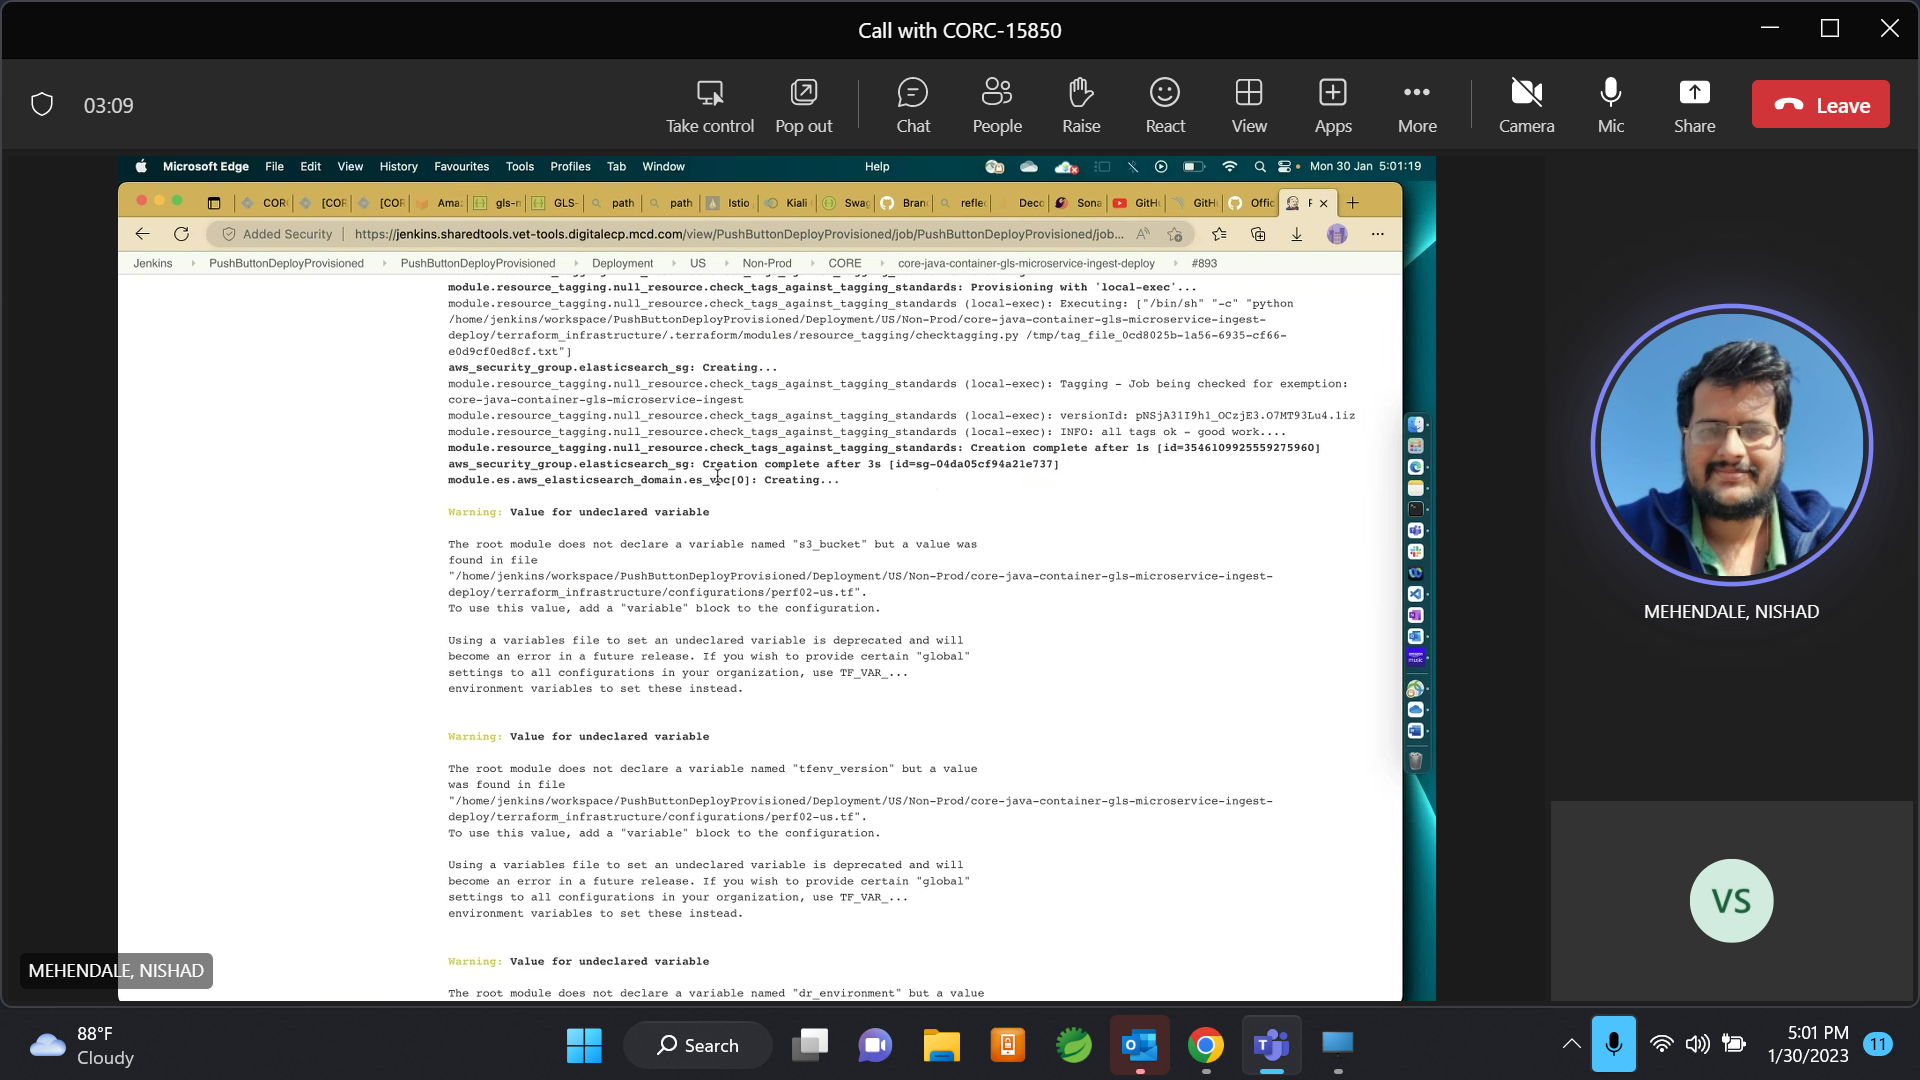 Call with CORC-15850
03:09
Take control
Pop out
Chat
People
Raise
React
View
Apps
More
Camera
Mic
Share
Leave
Microsoft Edge File Edit View History Favourites Tools Profiles Tab Window Help Mon 30 Jan 5:01:19
COR [COR [COR Ama: gls-n GLS- path path Istio Kiali Swag Bran refle Deco Sona GitHu GitHu Offic
Added Security https://jenkins.sharedtools.vet-tools.digitalecp.mcd.com/view/PushButtonDeployProvisioned/job/PushButtonDeployProvisioned/job...
Jenkins PushButtonDeployProvisioned PushButtonDeployProvisioned Deployment US Non-Prod CORE core-java-container-gls-microservice-ingest-deploy #893
module.resource_tagging.null_resource.check_tags_against_tagging_standards: Provisioning with 'local-exec'...
module.resource_tagging.null_resource.check_tags_against_tagging_standards (local-exec): Executing: ["/bin/sh" "-c" "python
/home/jenkins/workspace/PushButtonDeployProvisioned/Deployment/US/Non-Prod/core-java-container-gls-microservice-ingest-
deploy/terraform_infrastructure/.terraform/modules/resource_tagging/checktagging.py /tmp/tag_file_0cd8025b-1a56-6935-cf66-
e0d9cf0ed8cf.txt"]
aws_security_group.elasticsearch_sg: Creating...
module.resource_tagging.null_resource.check_tags_against_tagging_standards (local-exec): Tagging - Job being checked for exemption:
core-java-container-gls-microservice-ingest
module.resource_tagging.null_resource.check_tags_against_tagging_standards (local-exec): versionId: pNSjA31I9h1_OCzjE3.O7MT93Lu4.1iz
module.resource_tagging.null_resource.check_tags_against_tagging_standards (local-exec): INFO: all tags ok - good work....
module.resource_tagging.null_resource.check_tags_against_tagging_standards: Creation complete after 1s [id=3546109925559275960]
aws_security_group.elasticsearch_sg: Creation complete after 3s [id=sg-04da05cf94a21e737]
module.es.aws_elasticsearch_domain.es_vpc[0]: Creating...
Warning: Value for undeclared variable
The root module does not declare a variable named "s3_bucket" but a value was
found in file
"/home/jenkins/workspace/PushButtonDeployProvisioned/Deployment/US/Non-Prod/core-java-container-gls-microservice-ingest-
deploy/terraform_infrastructure/configurations/perf02-us.tf".
To use this value, add a "variable" block to the configuration.
Using a variables file to set an undeclared variable is deprecated and will
become an error in a future release. If you wish to provide certain "global"
settings to all configurations in your organization, use TF_VAR_...
environment variables to set these instead.
Warning: Value for undeclared variable
The root module does not declare a variable named "tfenv_version" but a value
was found in file
"/home/jenkins/workspace/PushButtonDeployProvisioned/Deployment/US/Non-Prod/core-java-container-gls-microservice-ingest-
deploy/terraform_infrastructure/configurations/perf02-us.tf".
To use this value, add a "variable" block to the configuration.
Using a variables file to set an undeclared variable is deprecated and will
become an error in a future release. If you wish to provide certain "global"
settings to all configurations in your organization, use TF_VAR_...
environment variables to set these instead.
Warning: Value for undeclared variable
The root module does not declare a variable named "dr_environment" but a value
MEHENDALE, NISHAD
MEHENDALE, NISHAD
VS
88°F
Cloudy
Search
5:01 PM
1/30/2023
11